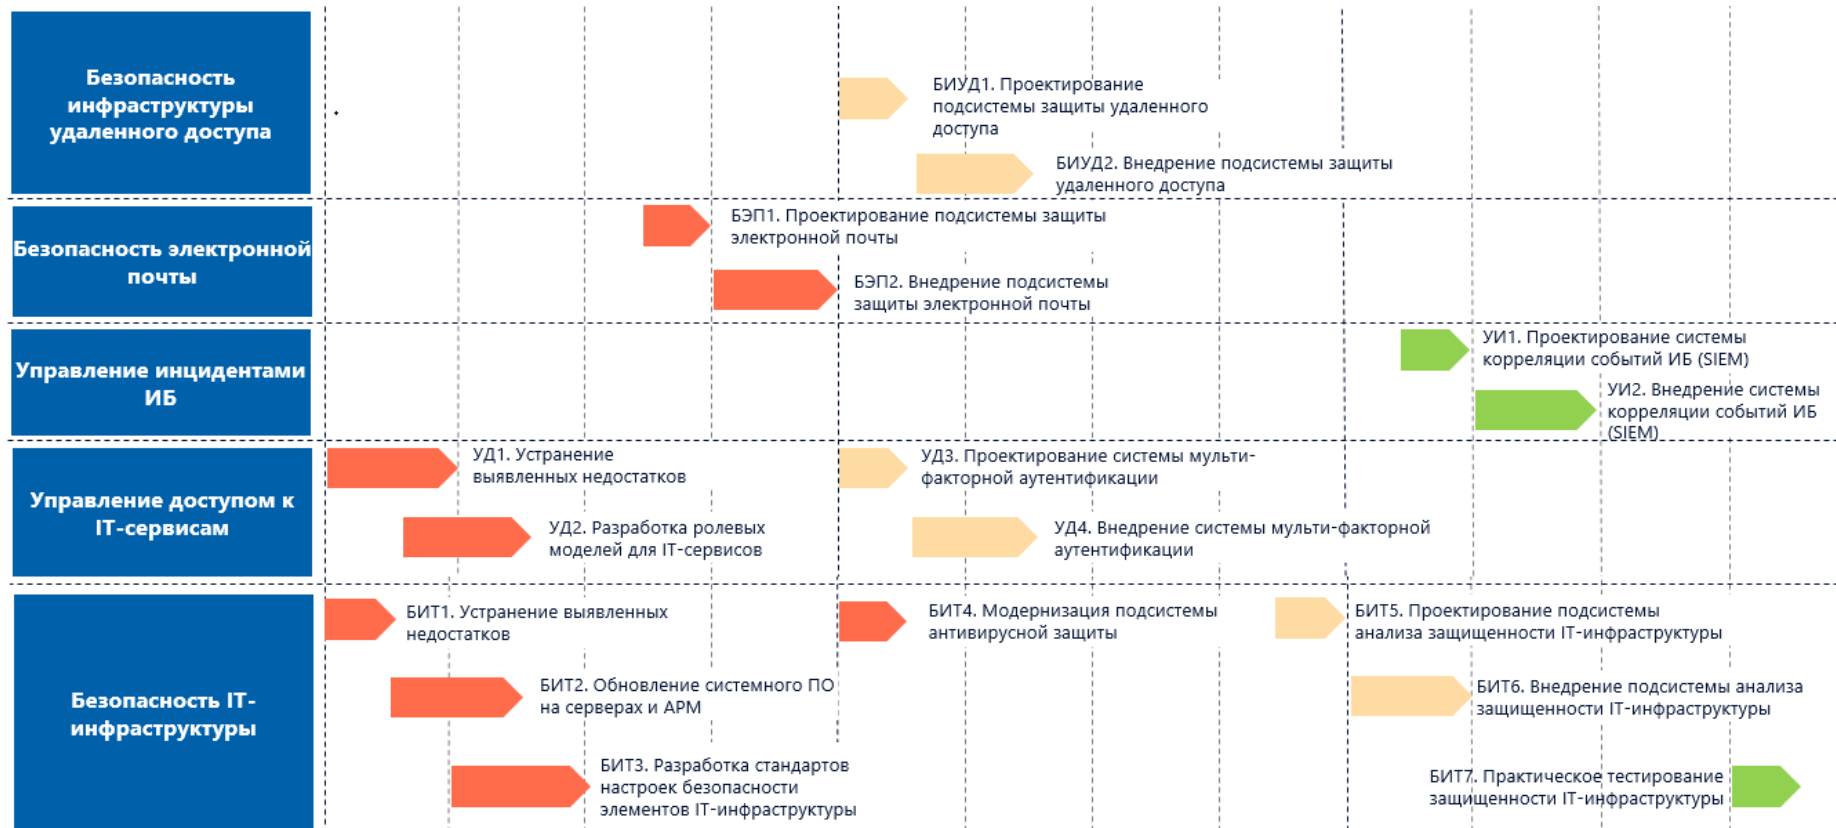 Безопасность
инфраструктуры
удаленного доступа
БИУД1. Проектирование
подсистемы защиты удаленного
доступа
БИУД2. Внедрение подсистемы защиты
удаленного доступа
Безопасность электронной
почты
БЭП1. Проектирование подсистемы защиты
электронной почты
БЭП2. Внедрение подсистемы
защиты электронной почты
Управление инцидентами
ИБ
УИ1. Проектирование системы
корреляции событий ИБ (SIEM)
УИ2. Внедрение системы
корреляции событий ИБ
(SIEM)
Управление доступом к
IT-сервисам
УД1. Устранение
выявленных недостатков
УД2. Разработка ролевых
моделей для IT-сервисов
УД3. Проектирование системы мульти-
факторной аутентификации
УД4. Внедрение системы мульти-факторной
аутентификации
Безопасность IT-
инфраструктуры
БИТ1. Устранение выявленных
недостатков
БИТ2. Обновление системного ПО
на серверах и АРМ
БИТ3. Разработка стандартов
настроек безопасности
элементов IT-инфраструктуры
БИТ4. Модернизация подсистемы
антивирусной защиты
БИТ5. Проектирование подсистемы
анализа защищенности IT-инфраструктуры
БИТ6. Внедрение подсистемы анализа
защищенности IT-инфраструктуры
БИТ7. Практическое тестирование
защищенности IT-инфраструктуры